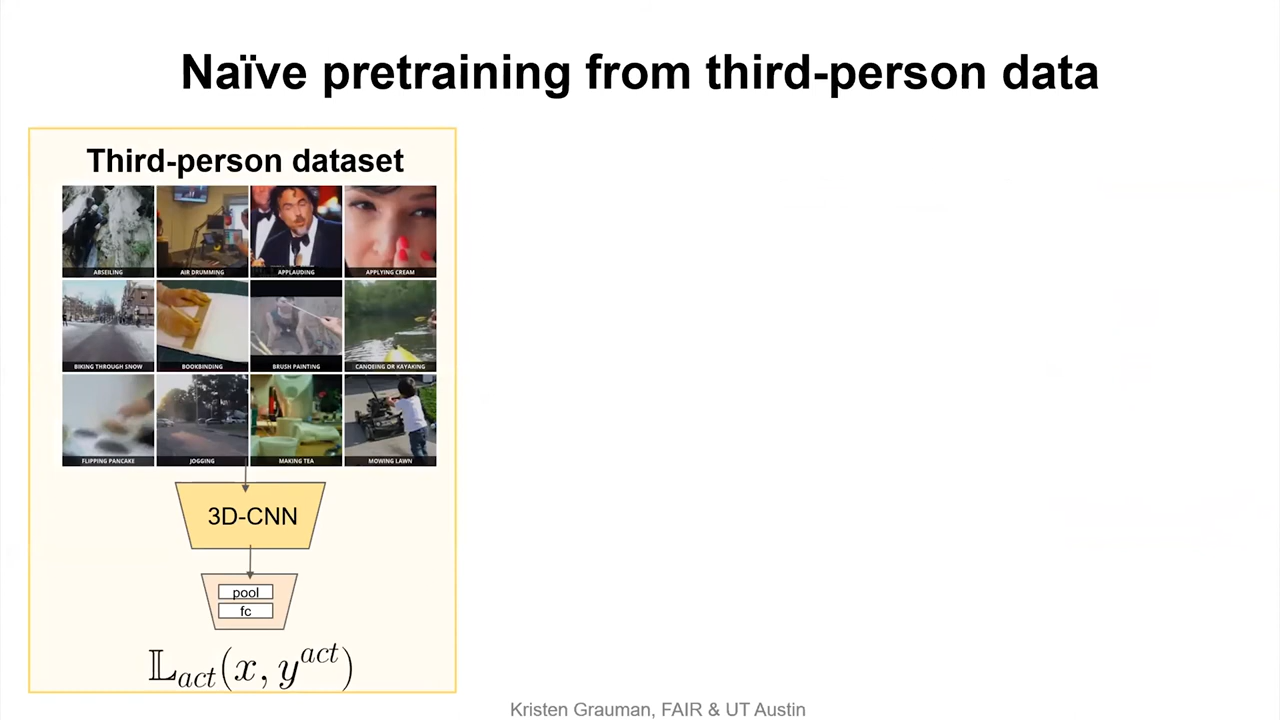 Naïve pretraining from third-person data
Third-person dataset
ABSEILING
AIR DRUMMING
APPLAUDING
APPLYING CREAM
BIKING THROUGH SNOW
BOOKBINDING
BRUSH PAINTING
CANOEING OR KAYAKING
FLIPPING PANCAKE
JOGGING
MAKING TEA
MOWING LAWN
3D-CNN
pool
fc
𝕃_act(x, y^act)
Kristen Grauman, FAIR & UT Austin